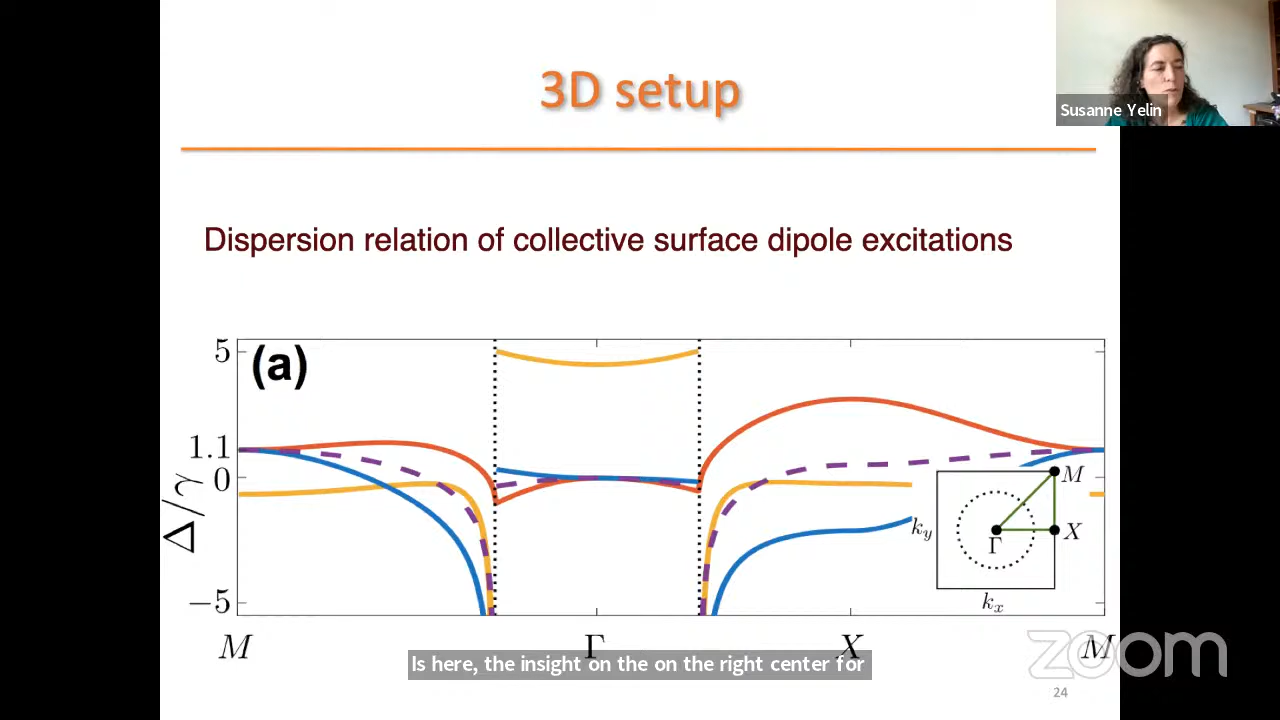 3D setup
Susanne Yelin
Dispersion relation of collective surface dipole excitations
(a)
5
1.1
0
−5
Δ/γ
M
Γ
X
M
M
X
Γ
k_y
k_x
Is here, the insight on the on the right center for
zoom
24